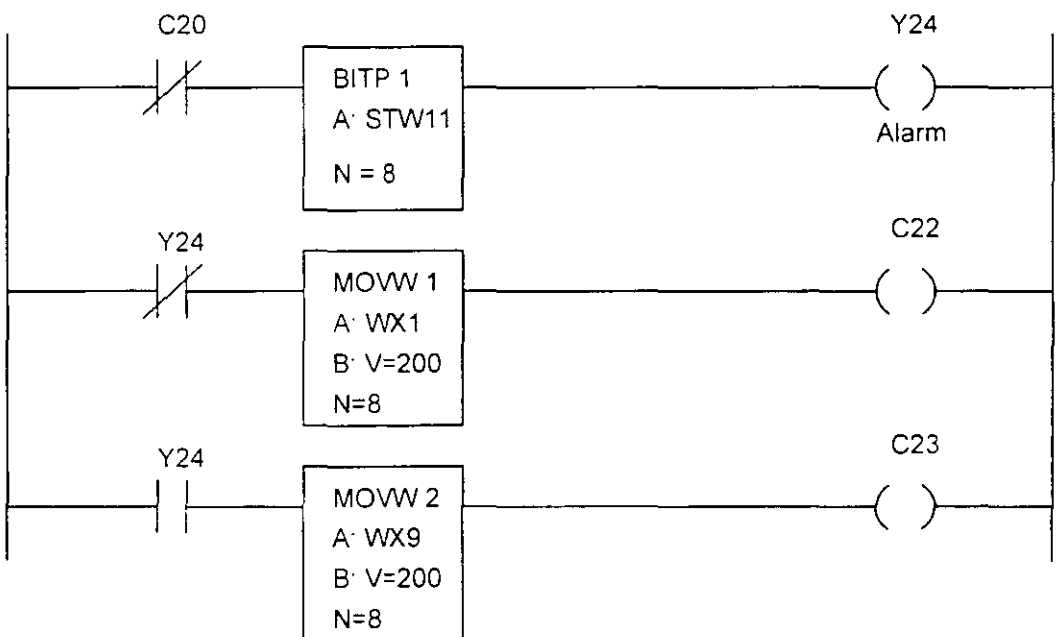 C20
Y24
BITP 1
A: STW11
N = 8
Alarm
Y24
C22
MOVW 1
A: WX1
B: V=200
N=8
Y24
C23
MOVW 2
A: WX9
B: V=200
N=8